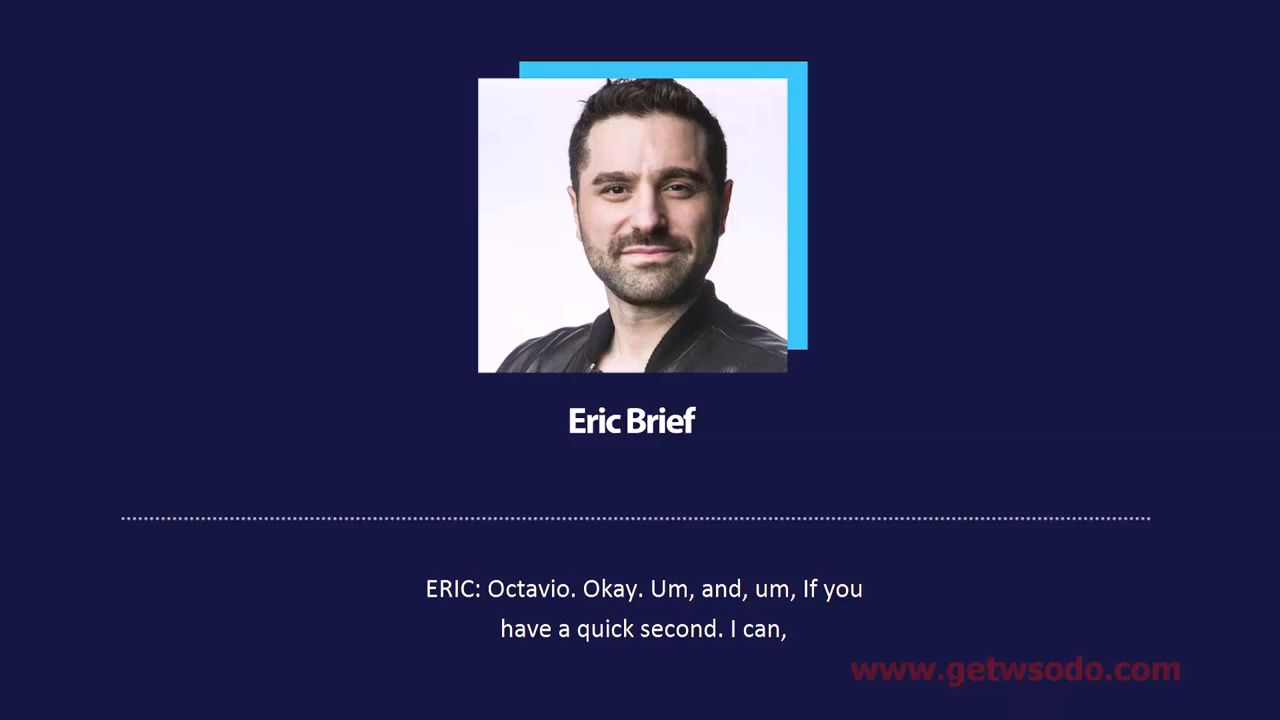 Eric Brief
ERIC: Octavio. Okay. Um, and, um, If you
have a quick second. I can,
www.getwsodo.com